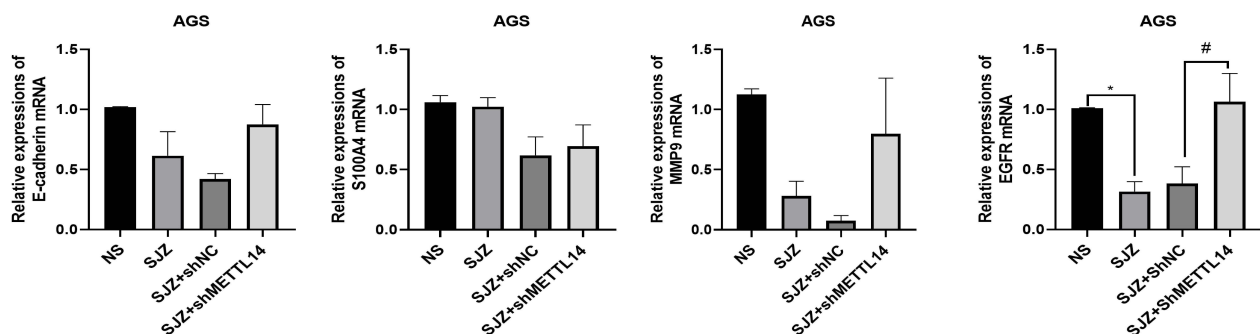 AGS
Relative expressions of
E-cadherin mRNA
1.5
1.0
0.5
0.0
NS
SJZ
SJZ+shNC
SJZ+shMETTL14
AGS
Relative expressions of
S100A4 mRNA
1.5
1.0
0.5
0.0
NS
SJZ
SJZ+shNC
SJZ+shMETTL14
AGS
Relative expressions of
MMP9 mRNA
1.5
1.0
0.5
0.0
NS
SJZ
SJZ+shNC
SJZ+shMETTL14
AGS
Relative expressions of
EGFR mRNA
1.5
1.0
0.5
0.0
*
#
NS
SJZ
SJZ+ShNC
SJZ+ShMETTL14